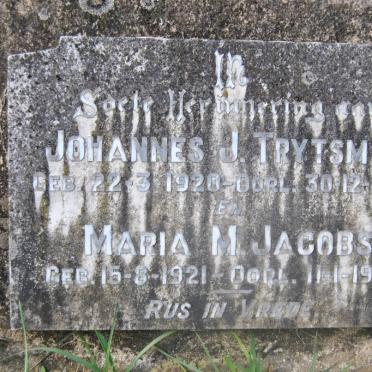 In
Soete Herinnering aan
JOHANNES J. TRYTSM
GEB. 22-3-1920-OORL. 30-12-
EN
MARIA M. JACOBS
GEB. 15-8-1921-OORL. 11-1-19
RUS IN VREDE